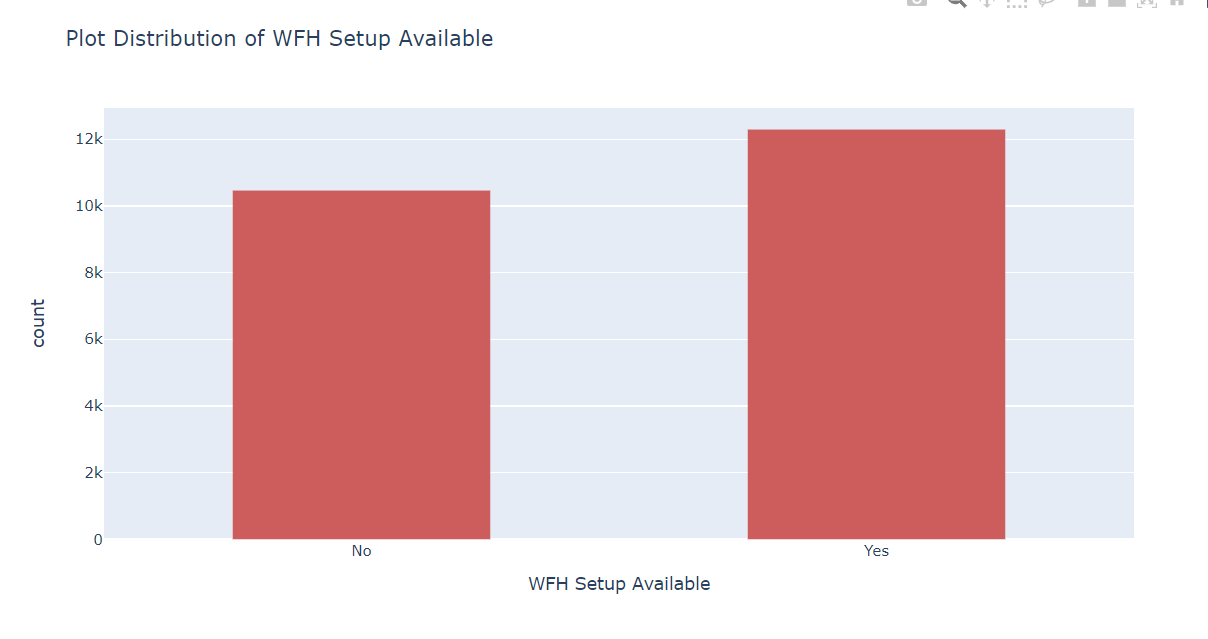 Plot Distribution of WFH Setup Available
12k
10k
8k
6k
4k
2k
0
count
No
Yes
WFH Setup Available